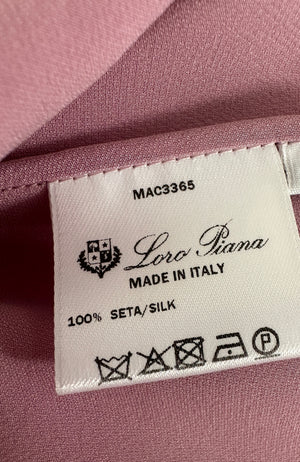 MAC3365
Loro Piana
MADE IN ITALY
100% SETA/SILK
P